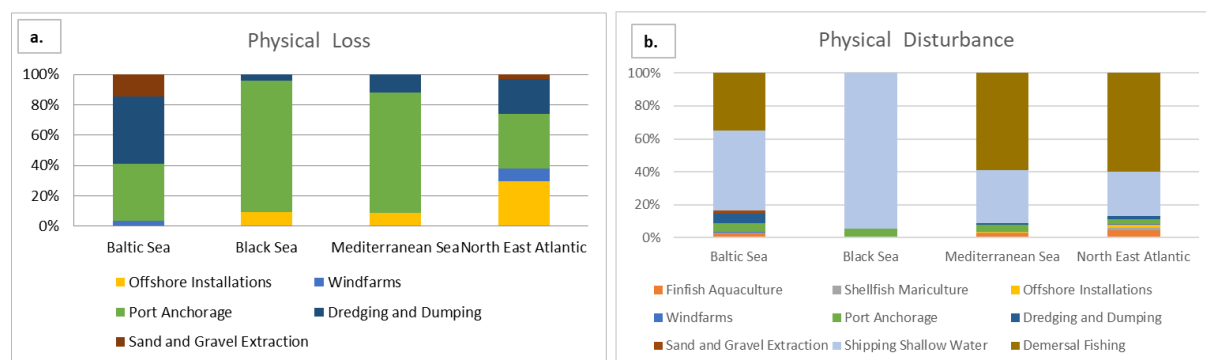 a.
Physical Loss
100%
80%
60%
40%
20%
0%
Baltic Sea Black Sea Mediterranean Sea North East Atlantic
Offshore Installations Windfarms
Port Anchorage Dredging and Dumping
Sand and Gravel Extraction
b.
Physical Disturbance
100%
80%
60%
40%
20%
0%
Baltic Sea Black Sea Mediterranean Sea North East Atlantic
Finfish Aquaculture Shellfish Mariculture Offshore Installations
Windfarms Port Anchorage Dredging and Dumping
Sand and Gravel Extraction Shipping Shallow Water Demersal Fishing